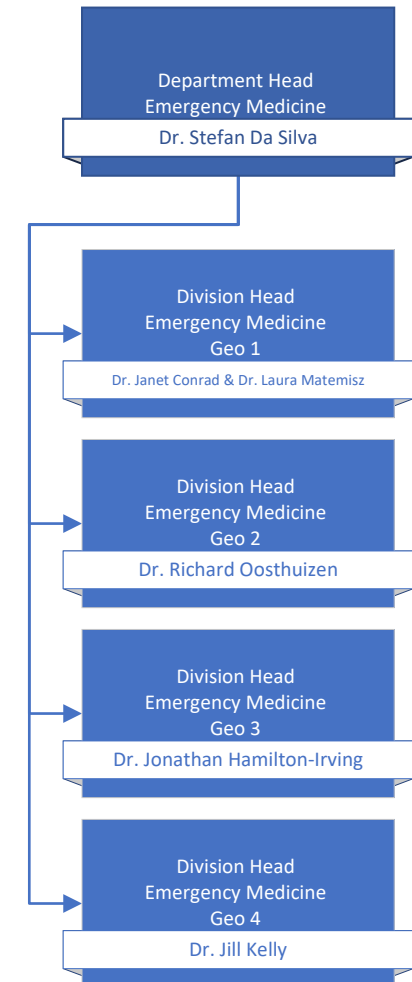 Department Head
Emergency Medicine
Dr. Stefan Da Silva
Division Head
Emergency Medicine
Geo 1
Dr. Janet Conrad & Dr. Laura Matemisz
Division Head
Emergency Medicine
Geo 2
Dr. Richard Oosthuizen
Division Head
Emergency Medicine
Geo 3
Dr. Jonathan Hamilton-Irving
Division Head
Emergency Medicine
Geo 4
Dr. Jill Kelly